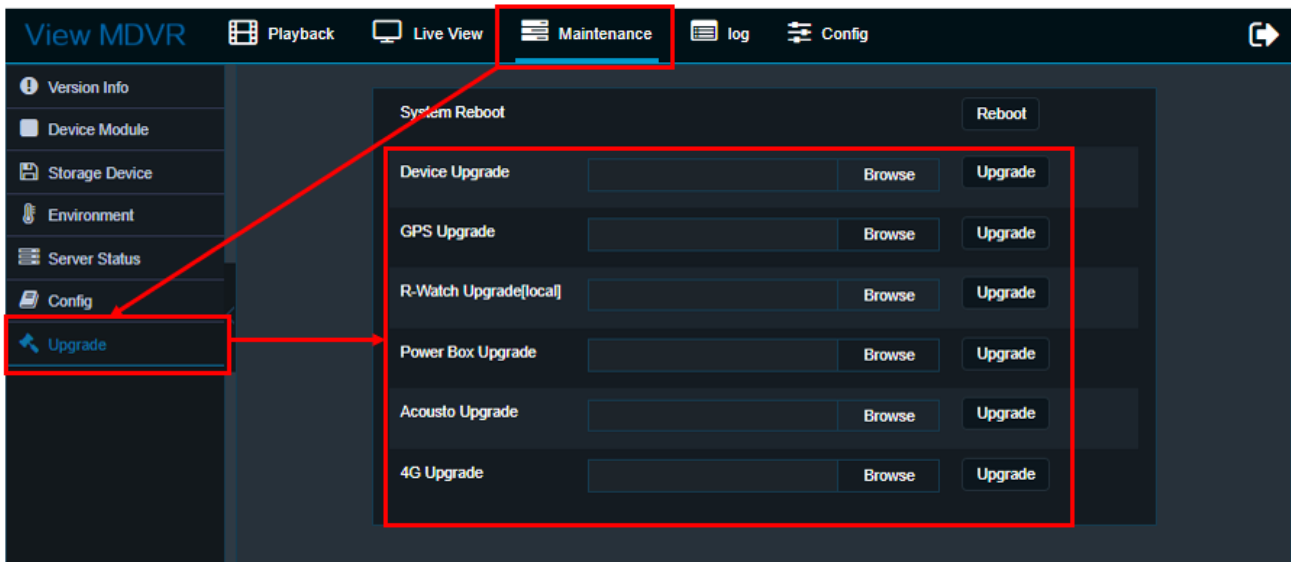 View MDVR Playback Live View Maintenance log Config
Version Info
Device Module
Storage Device
Environment
Server Status
Config
Upgrade
System Reboot Reboot
Device Upgrade Browse Upgrade
GPS Upgrade Browse Upgrade
R-Watch Upgrade[local] Browse Upgrade
Power Box Upgrade Browse Upgrade
Acousto Upgrade Browse Upgrade
4G Upgrade Browse Upgrade